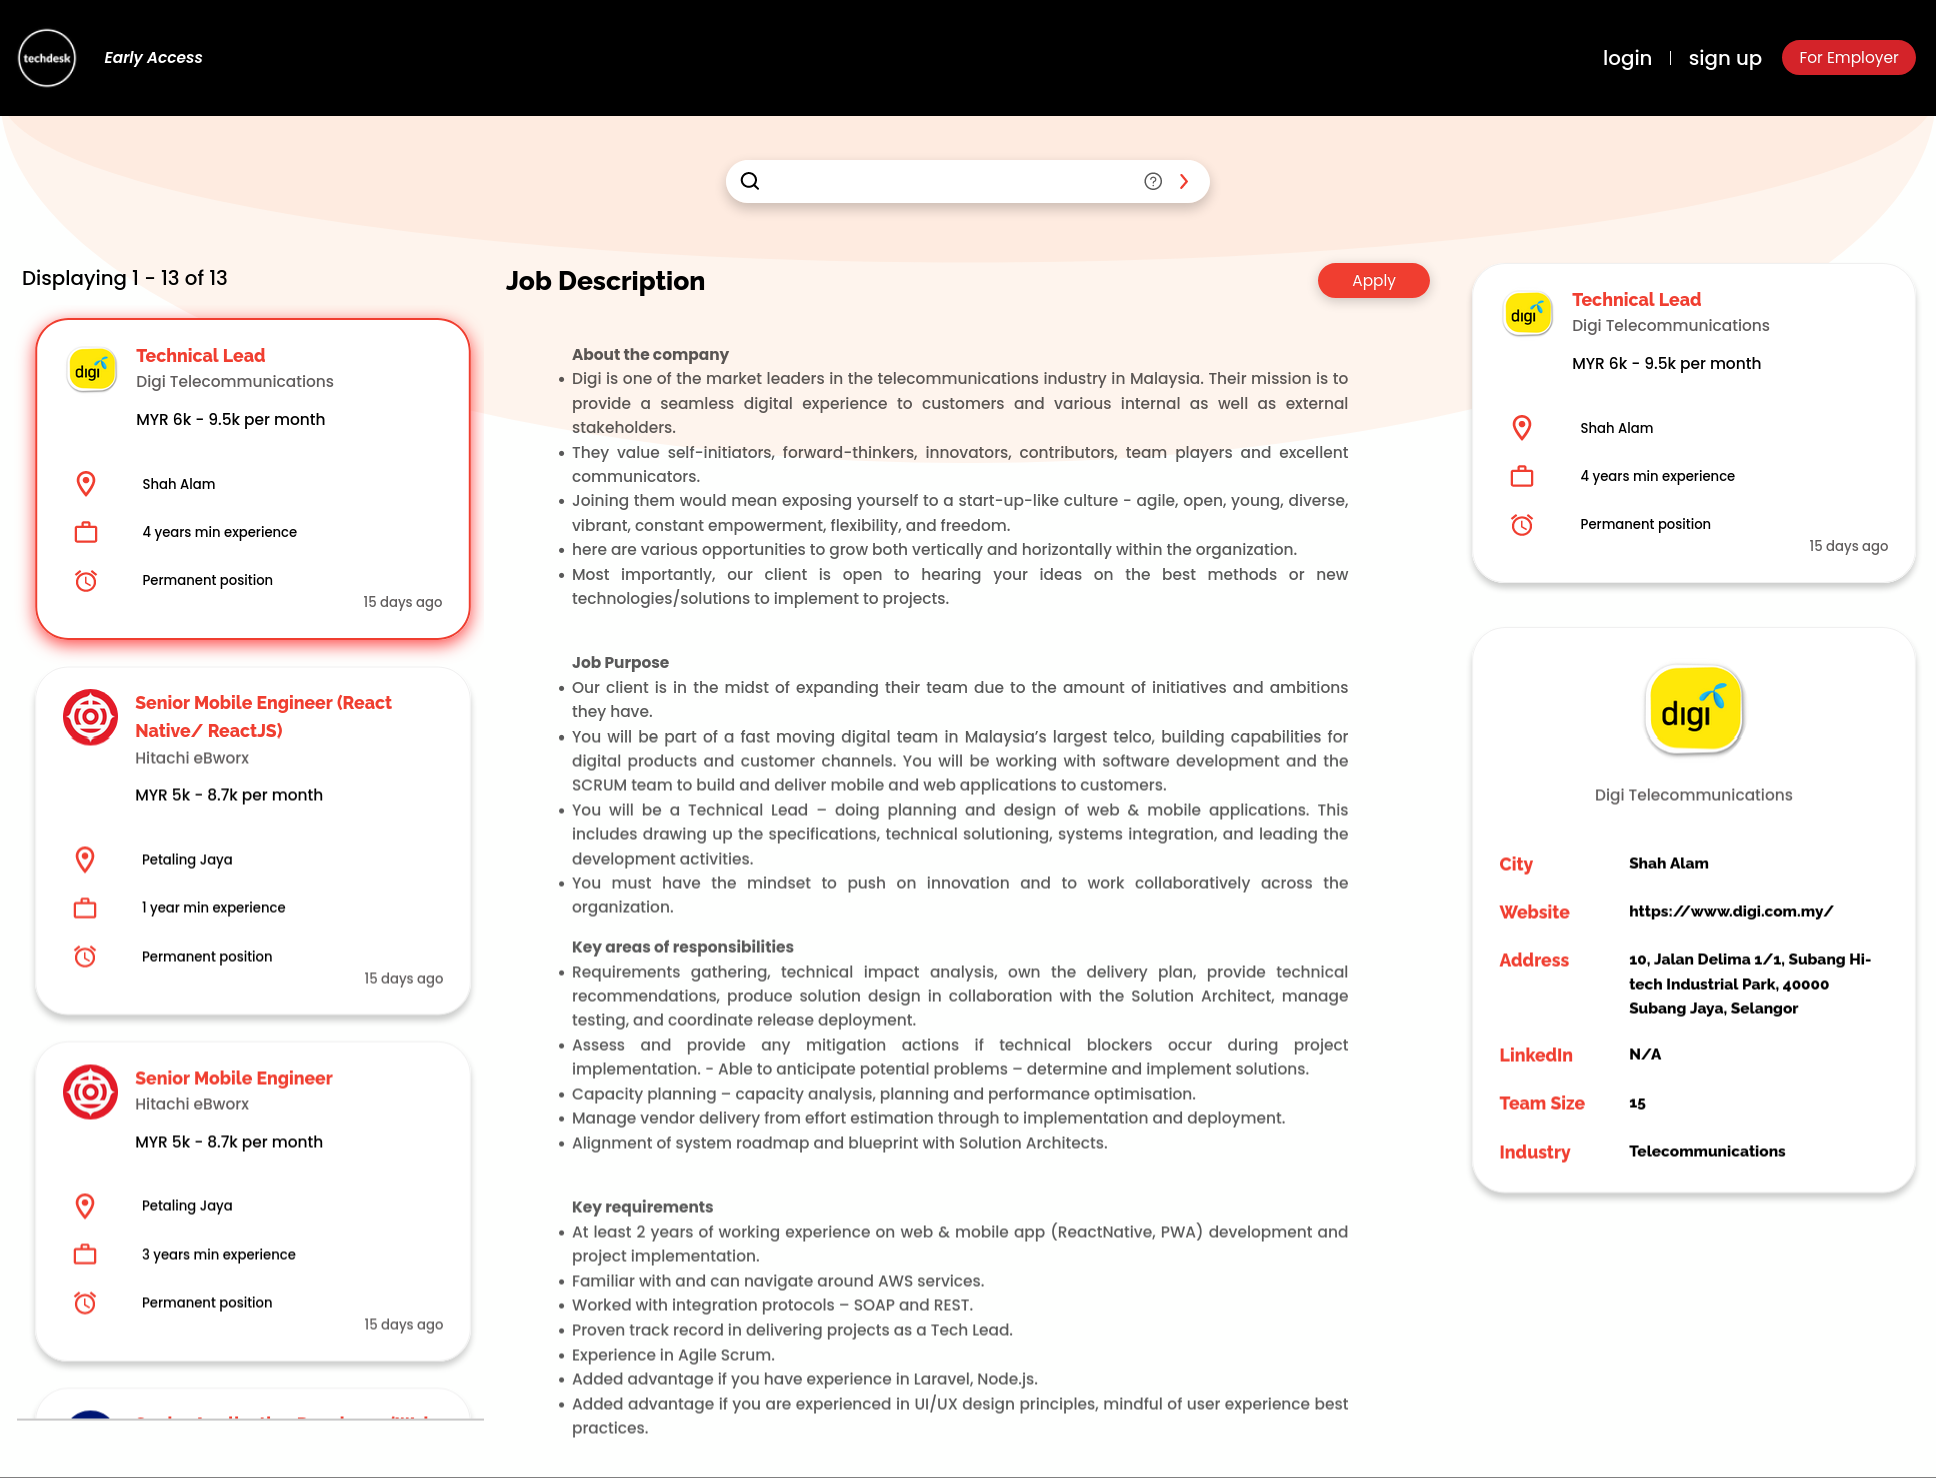 techdesk
Early Access
login
sign up
For Employer
Displaying 1 - 13 of 13
digi
Technical Lead
Digi Telecommunications
MYR 6k - 9.5k per month
Shah Alam
4 years min experience
Permanent position
15 days ago
Senior Mobile Engineer (React
Native/ ReactJS)
Hitachi eBworx
MYR 5k - 8.7k per month
Petaling Jaya
1 year min experience
Permanent position
15 days ago
Senior Mobile Engineer
Hitachi eBworx
MYR 5k - 8.7k per month
Petaling Jaya
3 years min experience
Permanent position
15 days ago
Job Description
Apply
About the company
• Digi is one of the market leaders in the telecommunications industry in Malaysia. Their mission is to
provide a seamless digital experience to customers and various internal as well as external
stakeholders.
• They value self-initiators, forward-thinkers, innovators, contributors, team players and excellent
communicators.
• Joining them would mean exposing yourself to a start-up-like culture - agile, open, young, diverse,
vibrant, constant empowerment, flexibility, and freedom.
• here are various opportunities to grow both vertically and horizontally within the organization.
• Most importantly, our client is open to hearing your ideas on the best methods or new
technologies/solutions to implement to projects.
Job Purpose
• Our client is in the midst of expanding their team due to the amount of initiatives and ambitions
they have.
• You will be part of a fast moving digital team in Malaysia's largest telco, building capabilities for
digital products and customer channels. You will be working with software development and the
SCRUM team to build and deliver mobile and web applications to customers.
• You will be a Technical Lead – doing planning and design of web & mobile applications. This
includes drawing up the specifications, technical solutioning, systems integration, and leading the
development activities.
• You must have the mindset to push on innovation and to work collaboratively across the
organization.
Key areas of responsibilities
• Requirements gathering, technical impact analysis, own the delivery plan, provide technical
recommendations, produce solution design in collaboration with the Solution Architect, manage
testing, and coordinate release deployment.
• Assess and provide any mitigation actions if technical blockers occur during project
implementation. - Able to anticipate potential problems – determine and implement solutions.
• Capacity planning – capacity analysis, planning and performance optimisation.
• Manage vendor delivery from effort estimation through to implementation and deployment.
• Alignment of system roadmap and blueprint with Solution Architects.
Key requirements
• At least 2 years of working experience on web & mobile app (ReactNative, PWA) development and
project implementation.
• Familiar with and can navigate around AWS services.
• Worked with integration protocols – SOAP and REST.
• Proven track record in delivering projects as a Tech Lead.
• Experience in Agile Scrum.
• Added advantage if you have experience in Laravel, Node.js.
• Added advantage if you are experienced in UI/UX design principles, mindful of user experience best
practices.
digi
Technical Lead
Digi Telecommunications
MYR 6k - 9.5k per month
Shah Alam
4 years min experience
Permanent position
15 days ago
digi
Digi Telecommunications
City Shah Alam
Website https://www.digi.com.my/
Address 10, Jalan Delima 1/1, Subang Hi-
tech Industrial Park, 40000
Subang Jaya, Selangor
LinkedIn N/A
Team Size 15
Industry Telecommunications